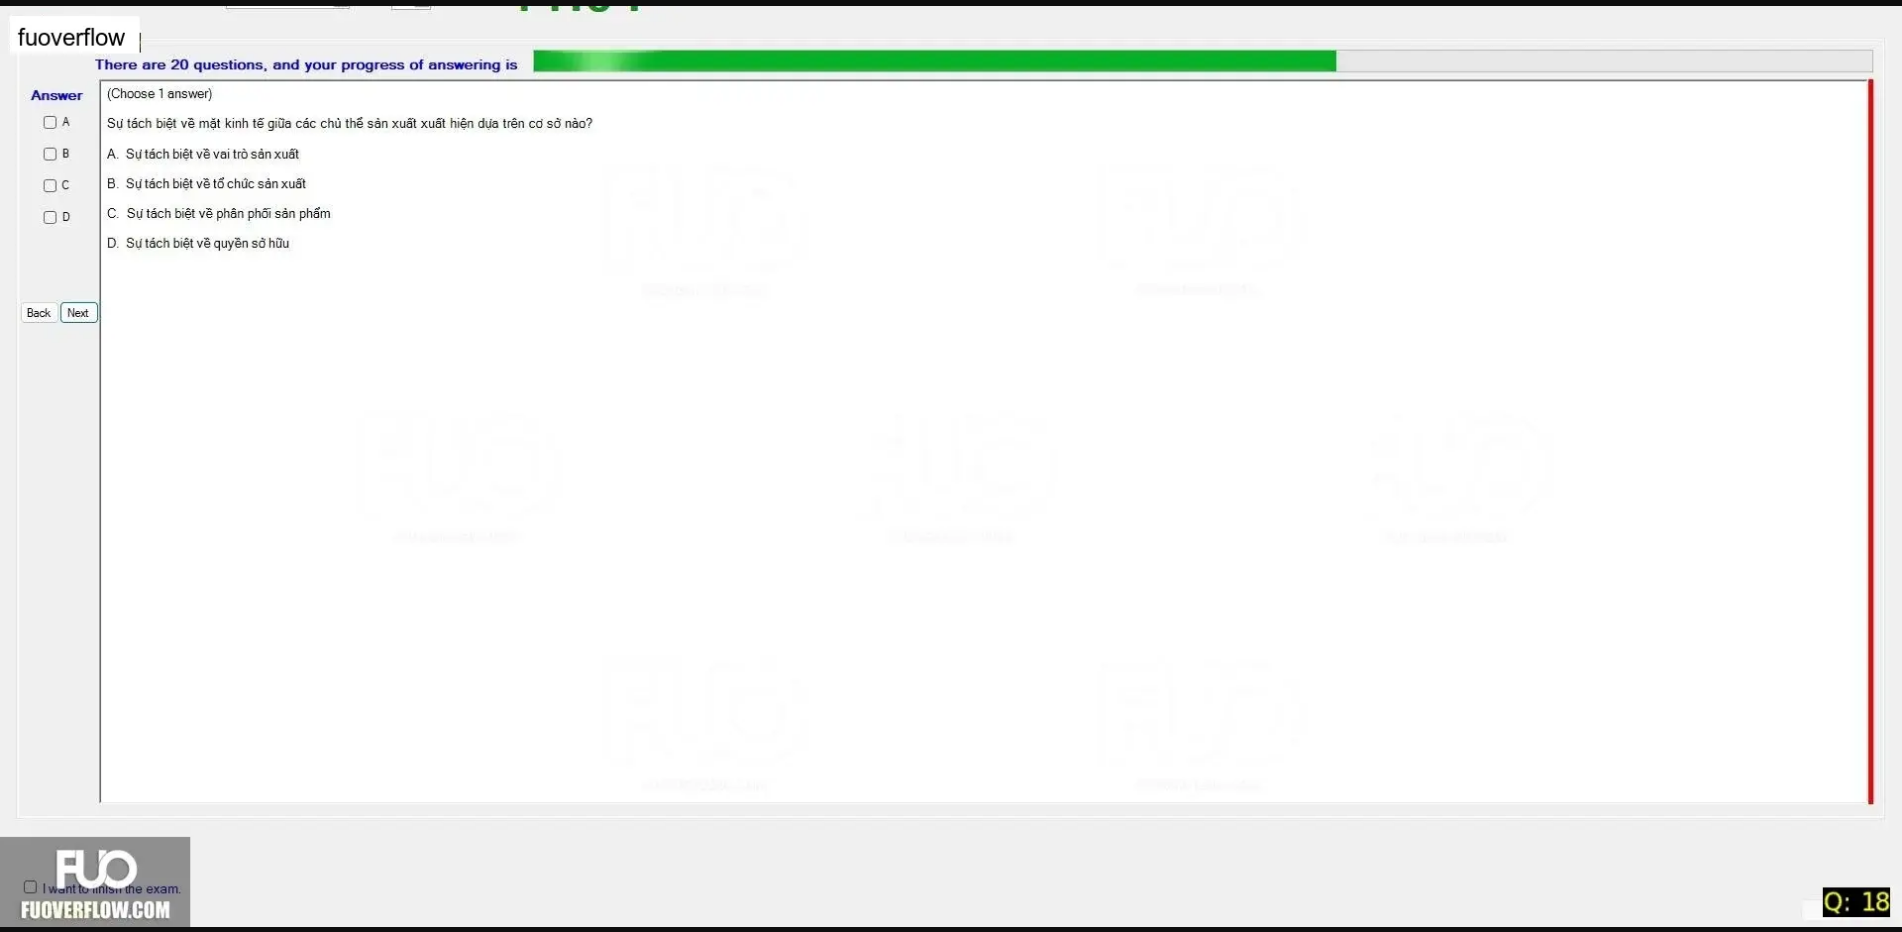 fuoverflow
There are 20 questions, and your progress of answering is
Answer
(Choose 1 answer)
A
Sự tách biệt về mặt kinh tế giữa các chủ thể sản xuất xuất hiện dựa trên cơ sở nào?
B
A. Sự tách biệt về vai trò sản xuất
C
B. Sự tách biệt về tổ chức sản xuất
D
C. Sự tách biệt về phân phối sản phẩm
D. Sự tách biệt về quyền sở hữu
Back Next
FUO
I want to finish the exam.
FUOVERFLOW.COM
Q: 18